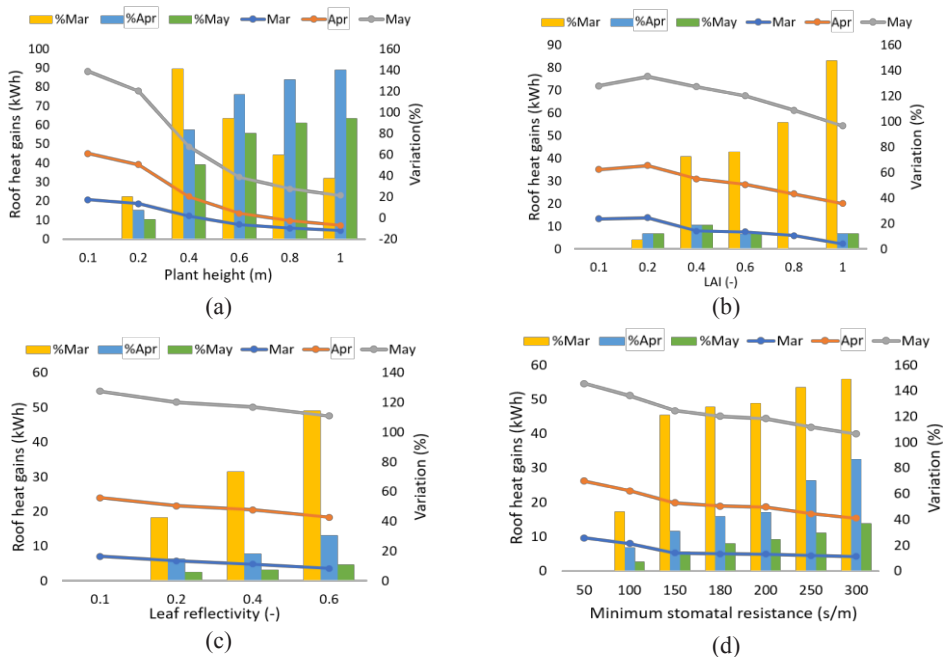 %Mar %Apr %May Mar Apr May
100
90
80
70
60
50
40
30
20
10
0
Roof heat gains (kWh)
160
140
120
100
80
60
40
20
0
-20
Variation(%)
0.1 0.2 0.4 0.6 0.8 1
Plant height (m)
(a)
%Mar %Apr %May Mar Apr May
90
80
70
60
50
40
30
20
10
0
Roof heat gains (kWh)
160
140
120
100
80
60
40
20
0
Variation(%)
0.1 0.2 0.4 0.6 0.8 1
LAI (-)
(b)
%Mar %Apr %May Mar Apr May
60
50
40
30
20
10
0
Roof heat gains (kWh)
140
120
100
80
60
40
20
0
Variation (%)
0.1 0.2 0.4 0.6
Leaf reflectivity (-)
(c)
%Mar %Apr %May Mar Apr May
60
50
40
30
20
10
0
Roof heat gains (kWh)
160
140
120
100
80
60
40
20
0
Variation (%)
50 100 150 180 200 250 300
Minimum stomatal resistance (s/m)
(d)